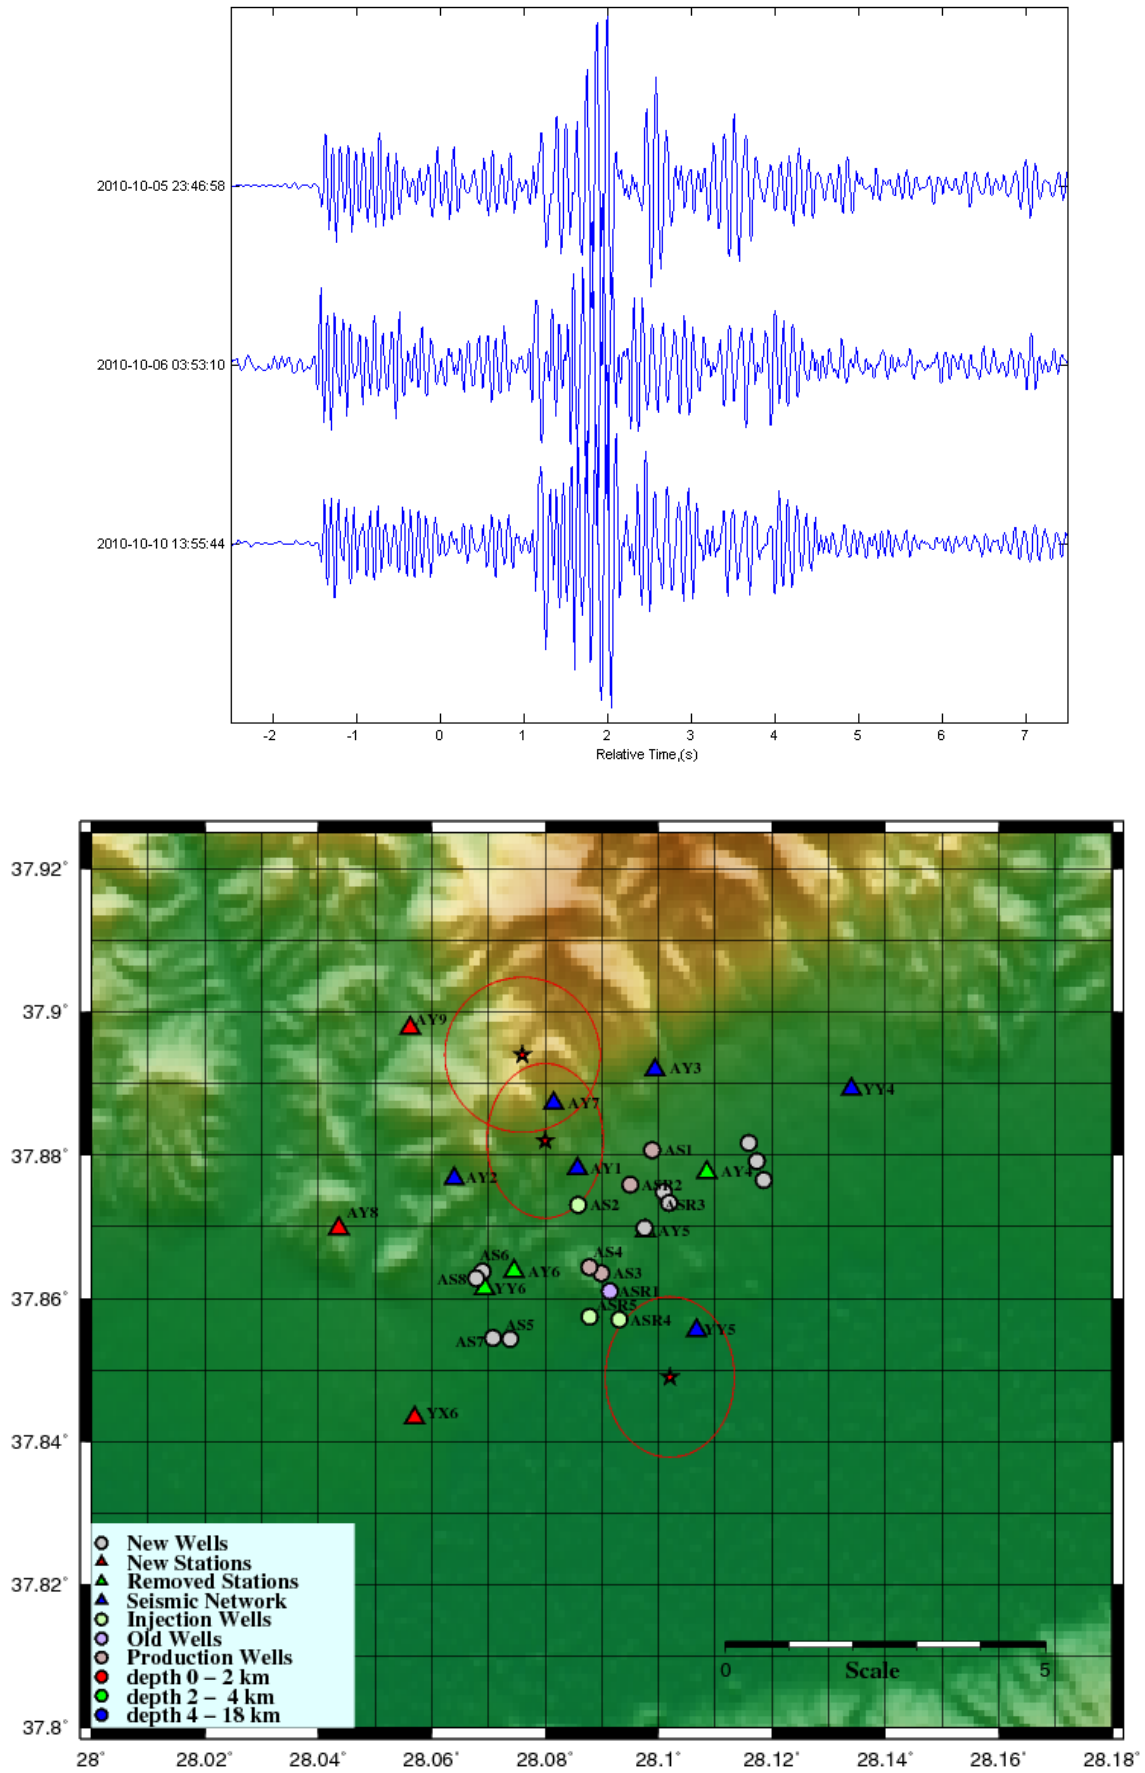 2010-10-05 23:46:58
2010-10-06 03:53:10
2010-10-10 13:55:44
-2 -1 0 1 2 3 4 5 6 7
Relative Time,(s)
37.92°
37.9°
37.88°
37.86°
37.84°
37.82°
37.8°
AY9
AY3
AY7
YY4
AS1
AY1
AY4
AY2
ASR2
AS2
ASR3
AY8
AY5
AS6
AS4
AY6
AS3
AS8
YY6
ASR1
ASR5
ASR4
YY5
AS5
AS7
YX6
New Wells
New Stations
Removed Stations
Seismic Network
Injection Wells
Old Wells
Production Wells
depth 0 – 2 km
depth 2 – 4 km
depth 4 – 18 km
0 5
Scale
28° 28.02° 28.04° 28.06° 28.08° 28.1° 28.12° 28.14° 28.16° 28.18°